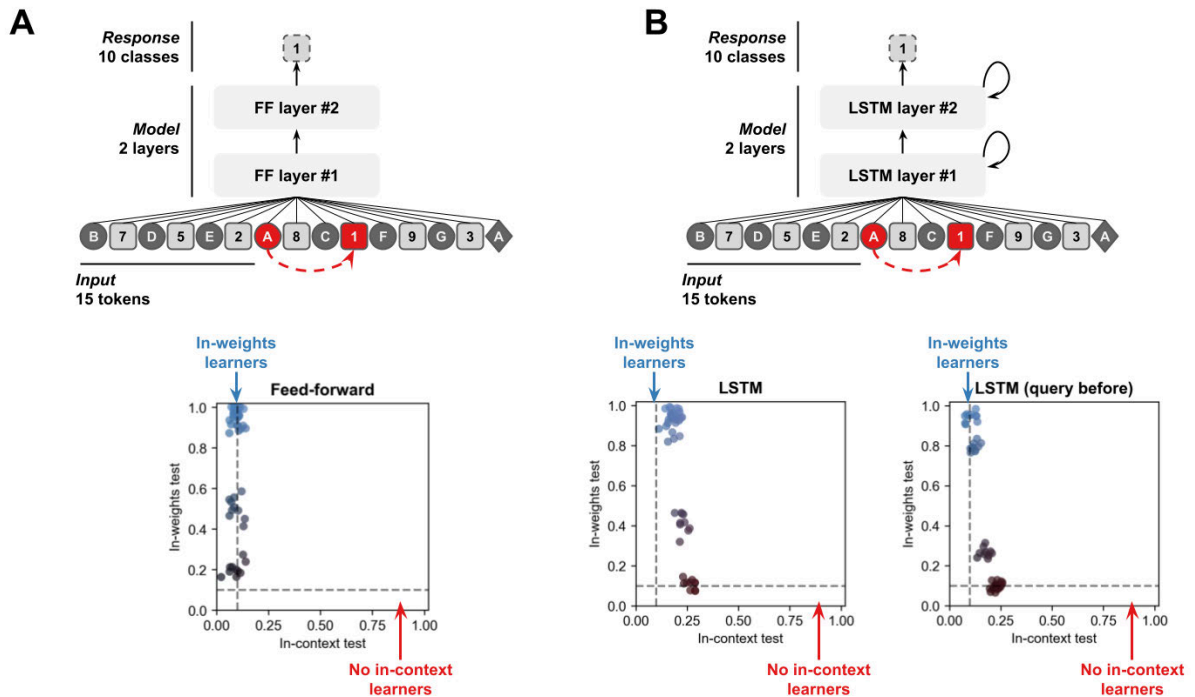 A
Response
10 classes
1
FF layer #2
Model
2 layers
FF layer #1
B 7 D 5 E 2 A 8 C 1 F 9 G 3 A
Input
15 tokens
In-weights
learners
Feed-forward
In-weights test
1.0
0.8
0.6
0.4
0.2
0.0
0.00 0.25 0.50 0.75 1.00
In-context test
No in-context
learners
B
Response
10 classes
1
LSTM layer #2
Model
2 layers
LSTM layer #1
B 7 D 5 E 2 A 8 C 1 F 9 G 3 A
Input
15 tokens
In-weights
learners
LSTM
In-weights test
1.0
0.8
0.6
0.4
0.2
0.0
0.00 0.25 0.50 0.75 1.00
In-context test
No in-context
learners
In-weights
learners
LSTM (query before)
In-weights test
1.0
0.8
0.6
0.4
0.2
0.0
0.00 0.25 0.50 0.75 1.00
In-context test
No in-context
learners